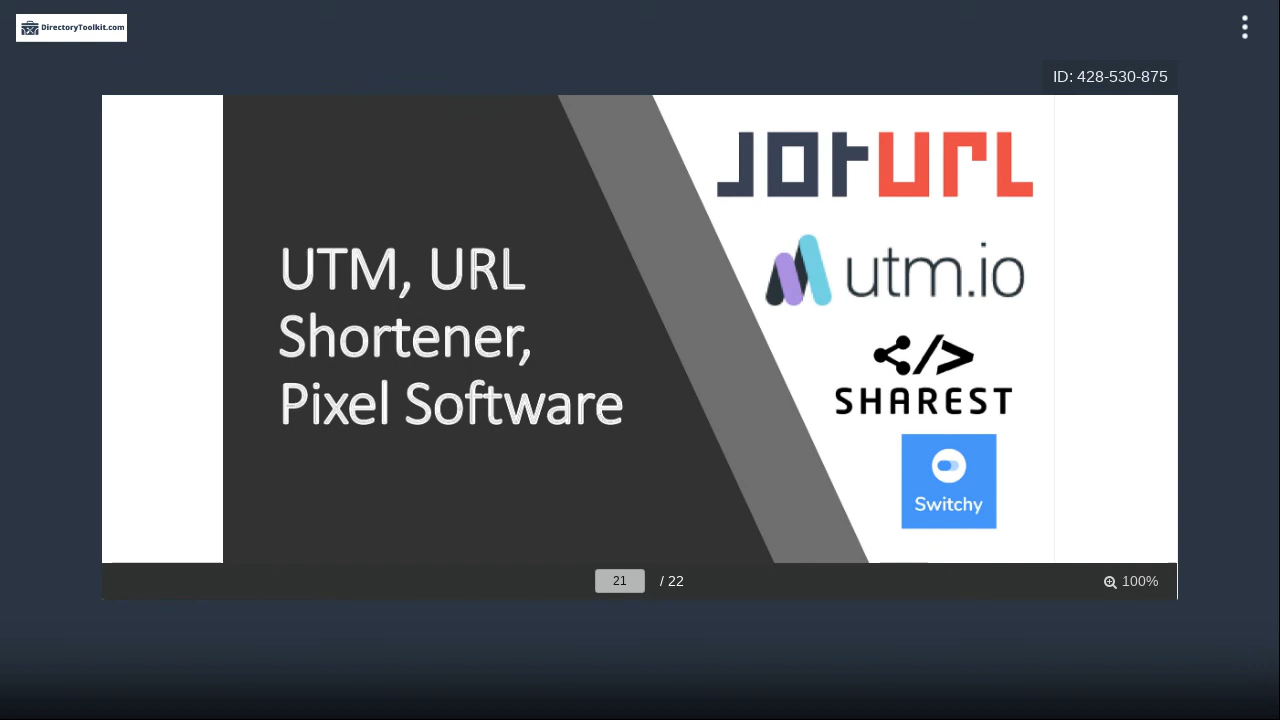 DirectoryToolkit.com
ID: 428-530-875
UTM, URL
Shortener,
Pixel Software
JOTURL
utm.io
SHAREST
Switchy
21 / 22
100%